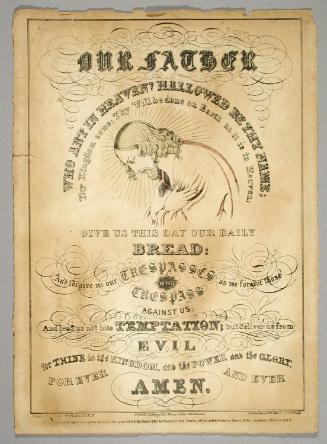 OUR FATHER
WHO ART IN HEAVEN! HALLOWED BE THY NAME;
Thy Kingdom come; Thy Will be done on Earth as it is in Heaven,
GIVE US THIS DAY OUR DAILY
BREAD:
And forgive us our TRESPASSES as we forgive those
WHO
TRESPASS
AGAINST US;
And lead us not into TEMPTATION; but deliver us from
EVIL
for THINE is the KINGDOM, and the POWER and the GLORY,
FOREVER AND EVER
AMEN.